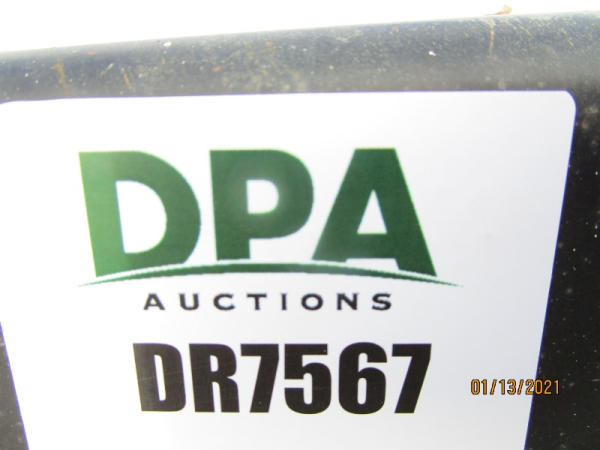 DPA
AUCTIONS
DR7567
01/13/2021